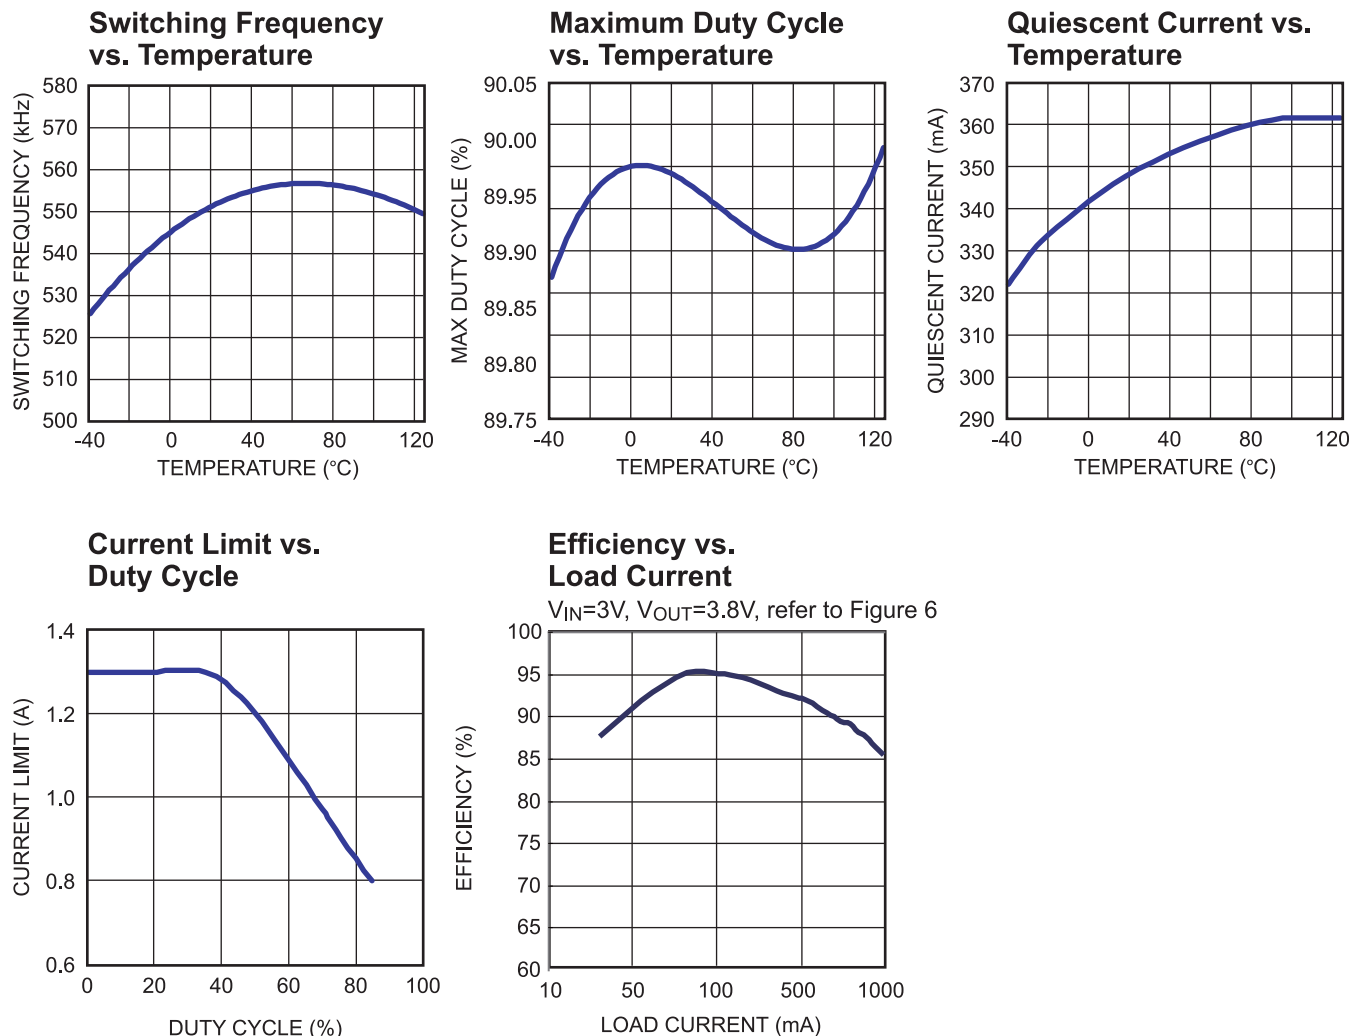 Switching Frequency
vs. Temperature
SWITCHING FREQUENCY (kHz)
580
570
560
550
540
530
520
510
500
-40 0 40 80 120
TEMPERATURE (°C)
Maximum Duty Cycle
vs. Temperature
MAX DUTY CYCLE (%)
90.05
90.00
89.95
89.90
89.85
89.80
89.75
-40 0 40 80 120
TEMPERATURE (°C)
Quiescent Current vs.
Temperature
QUIESCENT CURRENT (mA)
370
360
350
340
330
320
310
300
290
-40 0 40 80 120
TEMPERATURE (°C)
Current Limit vs.
Duty Cycle
CURRENT LIMIT (A)
1.4
1.2
1.0
0.8
0.6
0 20 40 60 80 100
DUTY CYCLE (%)
Efficiency vs.
Load Current
VIN=3V, VOUT=3.8V, refer to Figure 6
EFFICIENCY (%)
100
95
90
85
80
75
70
65
60
10 50 100 500 1000
LOAD CURRENT (mA)